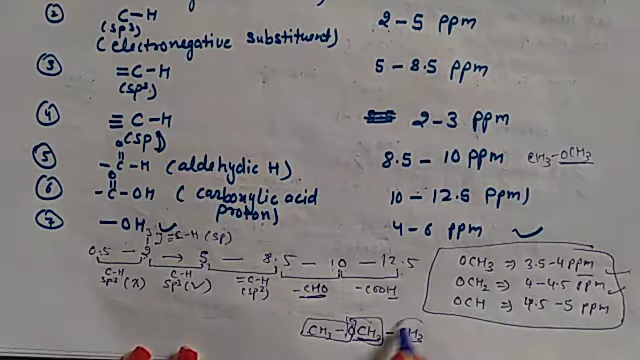 ② C-H 2-5 ppm
(sp³)
(electronegative substituent)
③ =C-H 5-8.5 ppm
(sp²)
④ ≡C-H 2-3 ppm
(sp)
⑤ O
-C-H (aldehydic H) 8.5-10 ppm CH3-OCH2
⑥ O
-C-OH (carboxylic acid proton) 10-12.5 ppm)
⑦ -OH ✓ 4-6 ppm ✓
3 ] ≡C-H (sp)
0.5 - 2 → 5 - 8.5 - 10 - 12.5
C-H sp³(x) C-H sp³(✓) =C-H (sp²) -CHO -COOH
OCH3 ⇒ 3.5-4 ppm
OCH2 ⇒ 4-4.5 ppm ✓
OCH ⇒ 4.5-5 ppm
CH3-OCH2-CH2